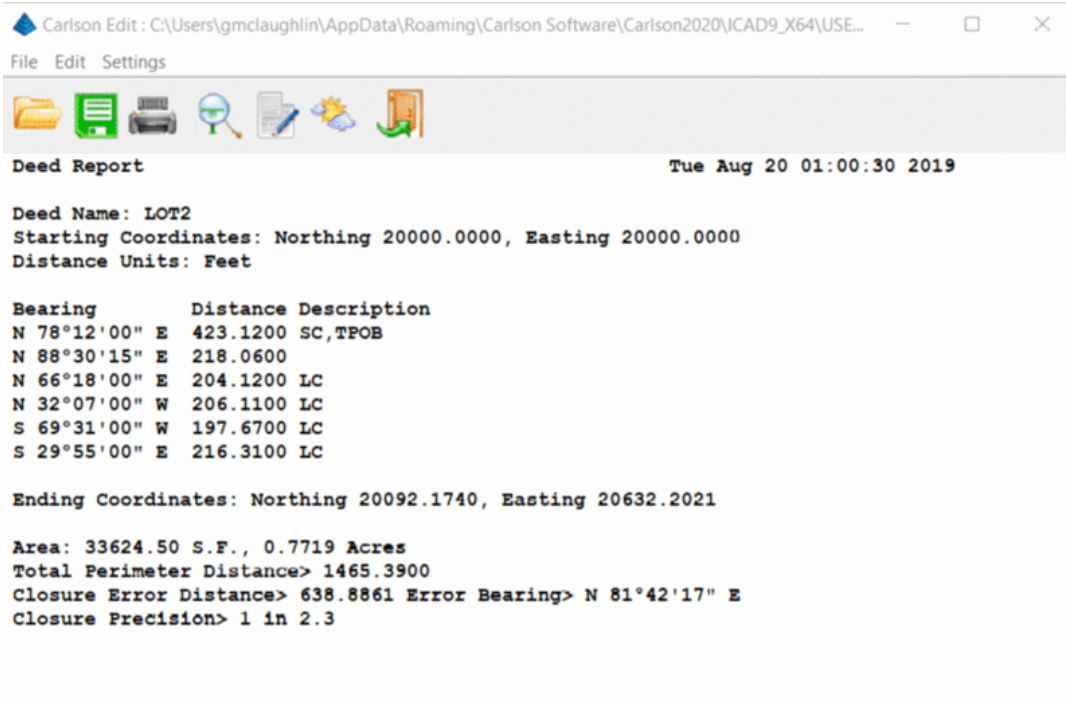 Carlson Edit : C:\Users\gmclaughlin\AppData\Roaming\Carlson Software\Carlson2020\ICAD9_X64\USE...
File Edit Settings
Deed Report Tue Aug 20 01:00:30 2019
Deed Name: LOT2
Starting Coordinates: Northing 20000.0000, Easting 20000.0000
Distance Units: Feet
Bearing Distance Description
N 78°12'00" E 423.1200 SC,TPOB
N 88°30'15" E 218.0600
N 66°18'00" E 204.1200 LC
N 32°07'00" W 206.1100 LC
S 69°31'00" W 197.6700 LC
S 29°55'00" E 216.3100 LC
Ending Coordinates: Northing 20092.1740, Easting 20632.2021
Area: 33624.50 S.F., 0.7719 Acres
Total Perimeter Distance> 1465.3900
Closure Error Distance> 638.8861 Error Bearing> N 81°42'17" E
Closure Precision> 1 in 2.3